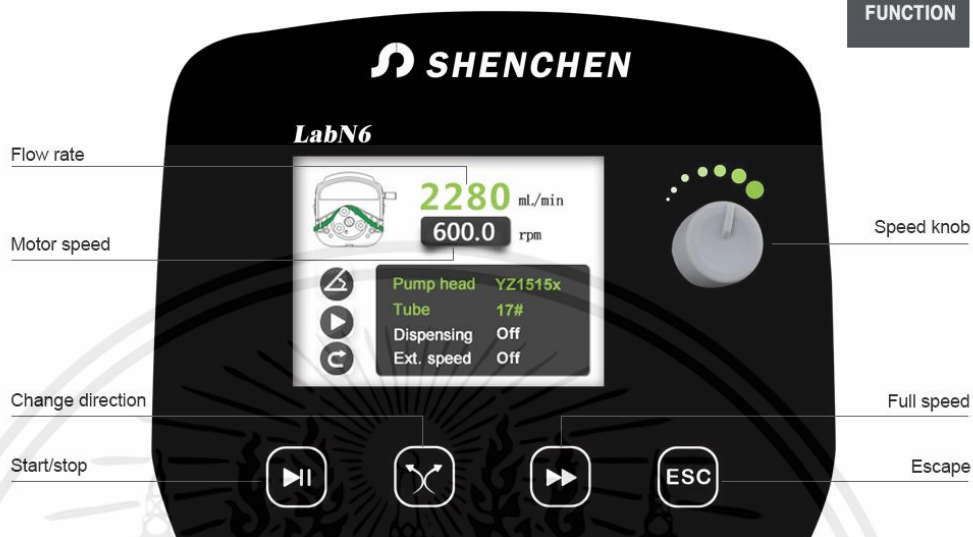 FUNCTION
SHENCHEN
LabN6
Flow rate
2280 mL/min
Motor speed
600.0 rpm
Speed knob
Pump head YZ1515x
Tube 17#
Dispensing Off
Ext. speed Off
Change direction
Full speed
Start/stop
ESC
Escape